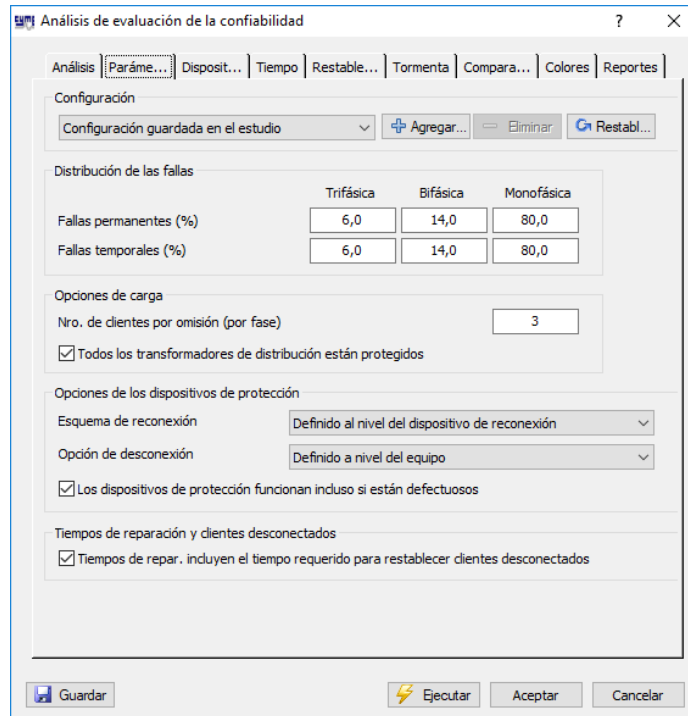 Análisis de evaluación de la confiabilidad
Análisis Paráme... Disposit... Tiempo Restable... Tormenta Compara... Colores Reportes
Configuración
Configuración guardada en el estudio Agregar... Eliminar Restabl...
Distribución de las fallas
Trifásica Bifásica Monofásica
Fallas permanentes (%) 6,0 14,0 80,0
Fallas temporales (%) 6,0 14,0 80,0
Opciones de carga
Nro. de clientes por omisión (por fase) 3
Todos los transformadores de distribución están protegidos
Opciones de los dispositivos de protección
Esquema de reconexión Definido al nivel del dispositivo de reconexión
Opción de desconexión Definido a nivel del equipo
Los dispositivos de protección funcionan incluso si están defectuosos
Tiempos de reparación y clientes desconectados
Tiempos de repar. incluyen el tiempo requerido para restablecer clientes desconectados
Guardar Ejecutar Aceptar Cancelar